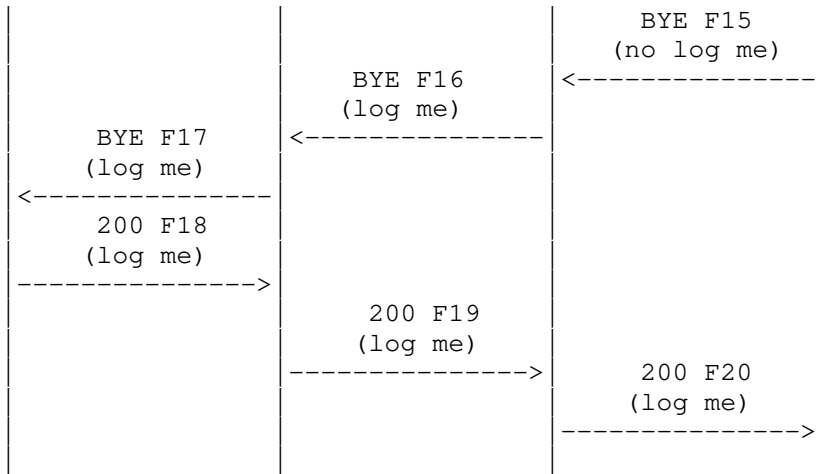 BYE F15
(no log me)
<---------------
BYE F16
(log me)
<---------------
BYE F17
(log me)
<---------------
200 F18
(log me)
--------------->
200 F19
(log me)
--------------->
200 F20
(log me)
--------------->